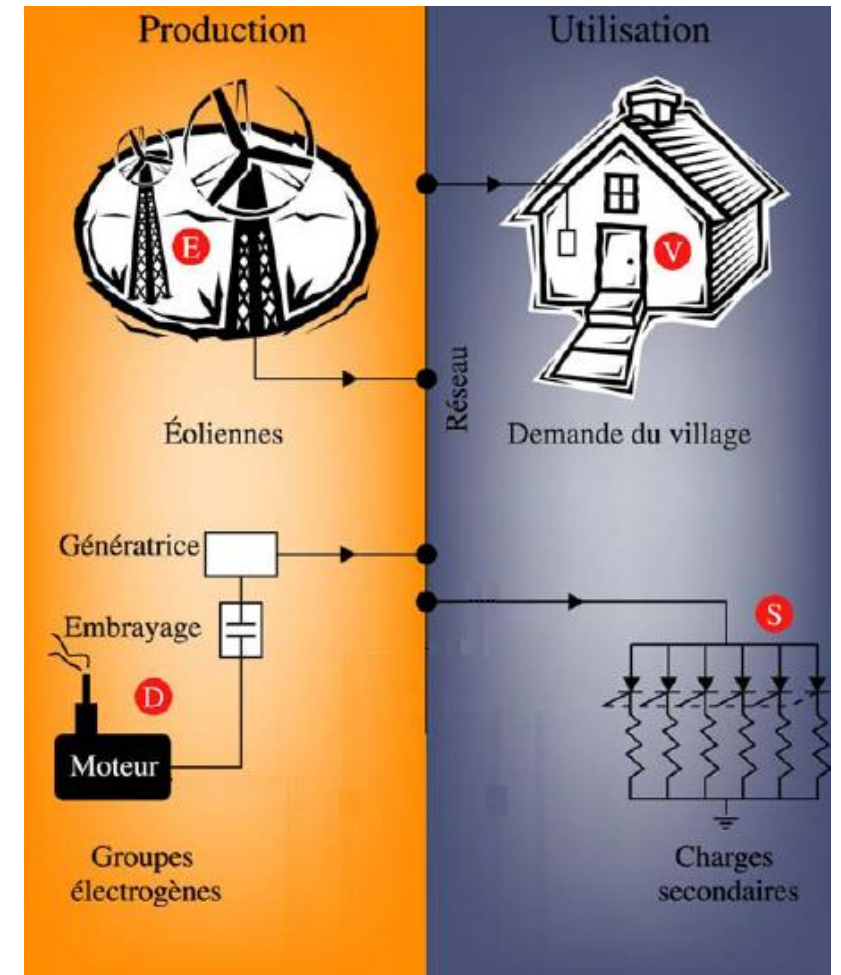 Production
Utilisation
E
V
Réseau
Éoliennes
Demande du village
Génératrice
Embrayage
S
D
Moteur
Groupes
électrogènes
Charges
secondaires